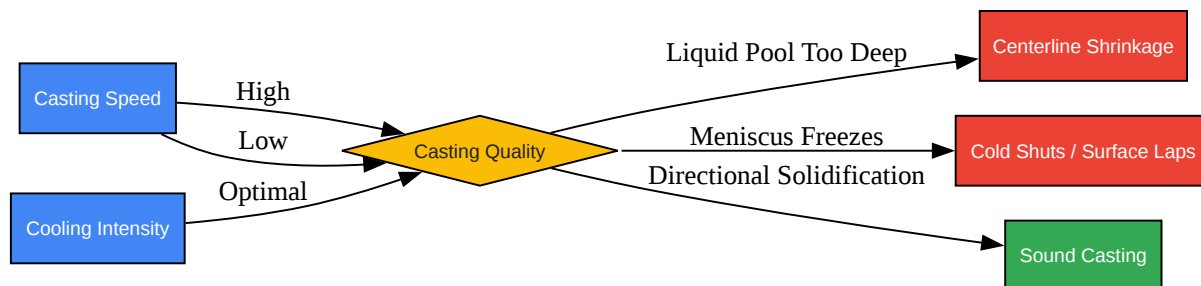 Casting Speed
Cooling Intensity
High
Low
Optimal
Casting Quality
Liquid Pool Too Deep
Meniscus Freezes
Directional Solidification
Centerline Shrinkage
Cold Shuts / Surface Laps
Sound Casting